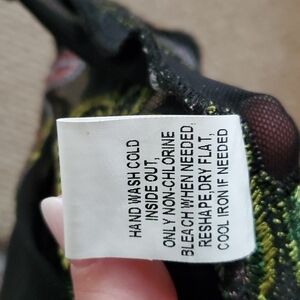 HAND WASH COLD
INSIDE OUT,
ONLY NON-CHLORINE
BLEACH WHEN NEEDED,
RESHAPE DRY FLAT,
COOL IRON IF NEEDED